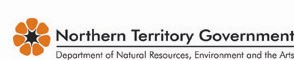 Northern Territory Government
Department of Natural Resources, Environment and the Arts